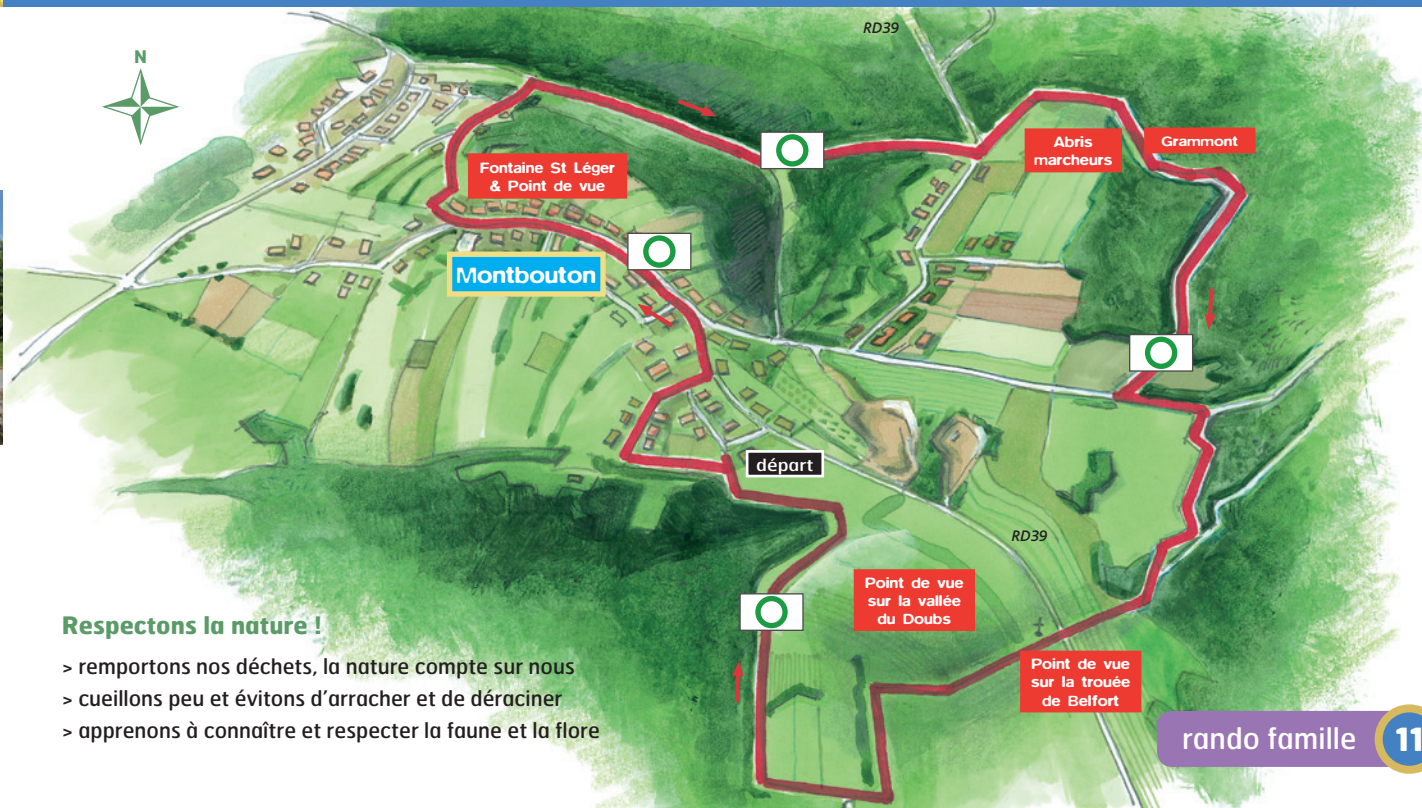 RD39
N
Abris
marcheurs
Grammont
Fontaine St Léger
& Point de vue
Montbouton
départ
RD39
Point de vue
sur la vallée
du Doubs
Point de vue
sur la trouée
de Belfort
Respectons la nature !
> remportons nos déchets, la nature compte sur nous
> cueillons peu et évitons d'arracher et de déraciner
> apprenons à connaître et respecter la faune et la flore
rando famille 11